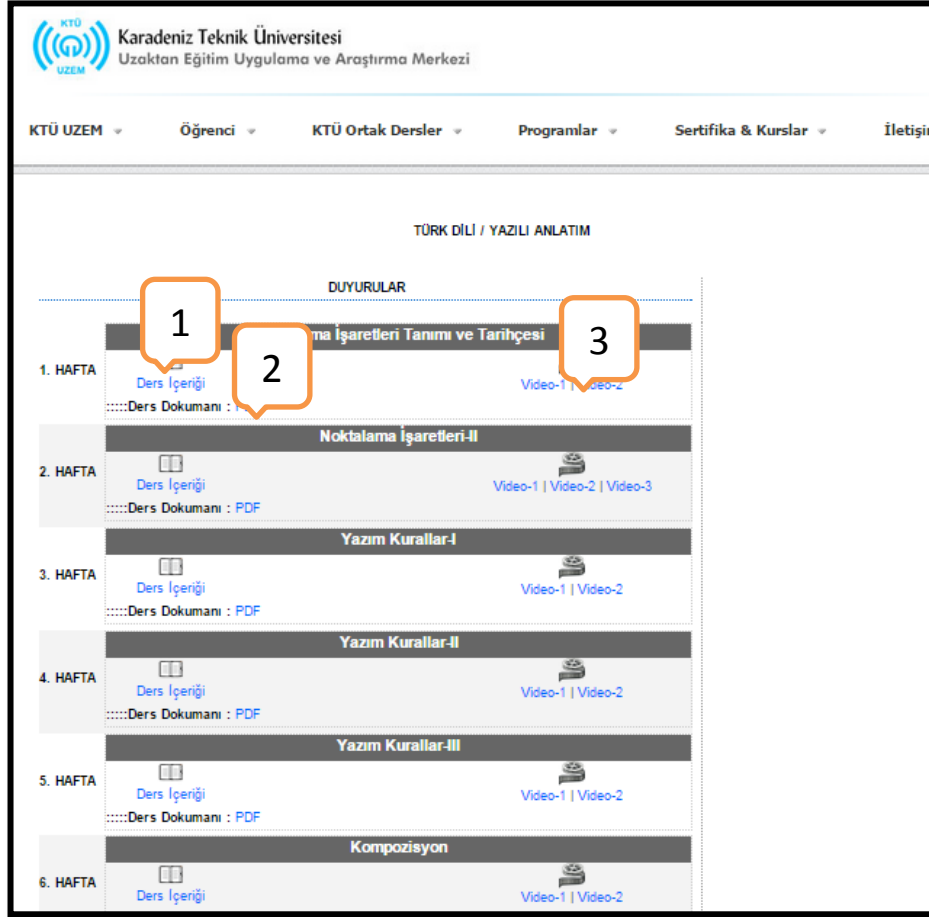 KTÜ
UZEM
Karadeniz Teknik Üniversitesi
Uzaktan Eğitim Uygulama ve Araştırma Merkezi
KTÜ UZEM Öğrenci KTÜ Ortak Dersler Programlar Sertifika & Kurslar İletişi
TÜRK DİLİ / YAZILI ANLATIM
DUYURULAR
1
2
3
ma İşaretleri Tanımı ve Tarihçesi
1. HAFTA
Ders İçeriği
Video-1 | Video-2
:::::Ders Dokumanı :
Noktalama İşaretleri-II
2. HAFTA
Ders İçeriği
Video-1 | Video-2 | Video-3
:::::Ders Dokumanı : PDF
Yazım Kurallar-I
3. HAFTA
Ders İçeriği
Video-1 | Video-2
:::::Ders Dokumanı : PDF
Yazım Kurallar-II
4. HAFTA
Ders İçeriği
Video-1 | Video-2
:::::Ders Dokumanı : PDF
Yazım Kurallar-III
5. HAFTA
Ders İçeriği
Video-1 | Video-2
:::::Ders Dokumanı : PDF
Kompozisyon
6. HAFTA
Ders İçeriği
Video-1 | Video-2